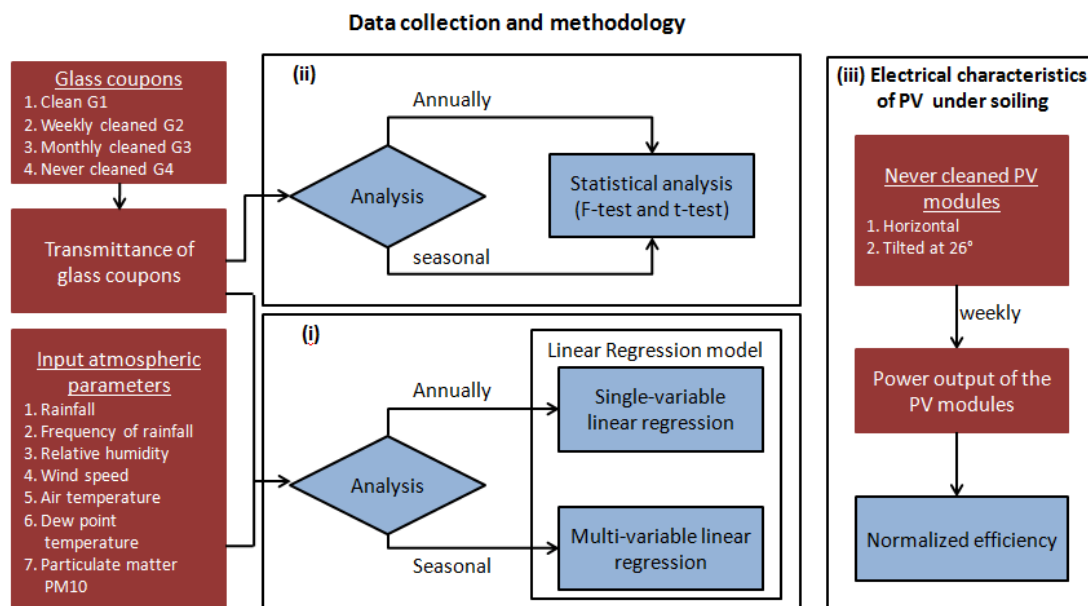 Data collection and methodology
Glass coupons
1. Clean G1
2. Weekly cleaned G2
3. Monthly cleaned G3
4. Never cleaned G4
Transmittance of
glass coupons
Input atmospheric
parameters
1. Rainfall
2. Frequency of rainfall
3. Relative humidity
4. Wind speed
5. Air temperature
6. Dew point
temperature
7. Particulate matter
PM10
(ii)
Annually
Analysis
seasonal
Statistical analysis
(F-test and t-test)
(i)
Annually
Analysis
Seasonal
Linear Regression model
Single-variable
linear regression
Multi-variable linear
regression
(iii) Electrical characteristics
of PV under soiling
Never cleaned PV
modules
1. Horizontal
2. Tilted at 26°
weekly
Power output of the
PV modules
Normalized efficiency